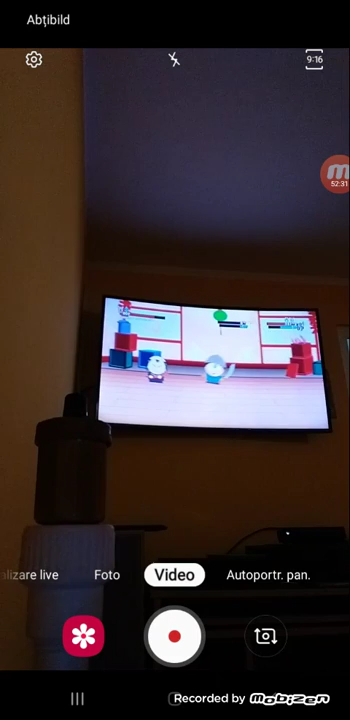 Abțibild
9:16
52:31
lizare live Foto Video Autoportr. pan.
Recorded by mobizen